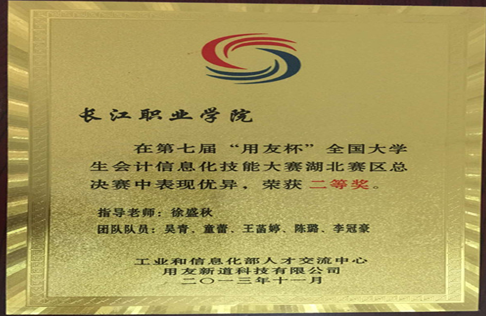 长江职业学院
在第七届“用友杯”全国大学
生会计信息化技能大赛湖北赛区总
决赛中表现优异，荣获 二等奖。
指导老师：徐盛秋
团队队员：吴青、童蕾、王菡婷、陈璐、李冠豪
工业和信息化部人才交流中心
用友新道科技有限公司
二〇一三年十一月